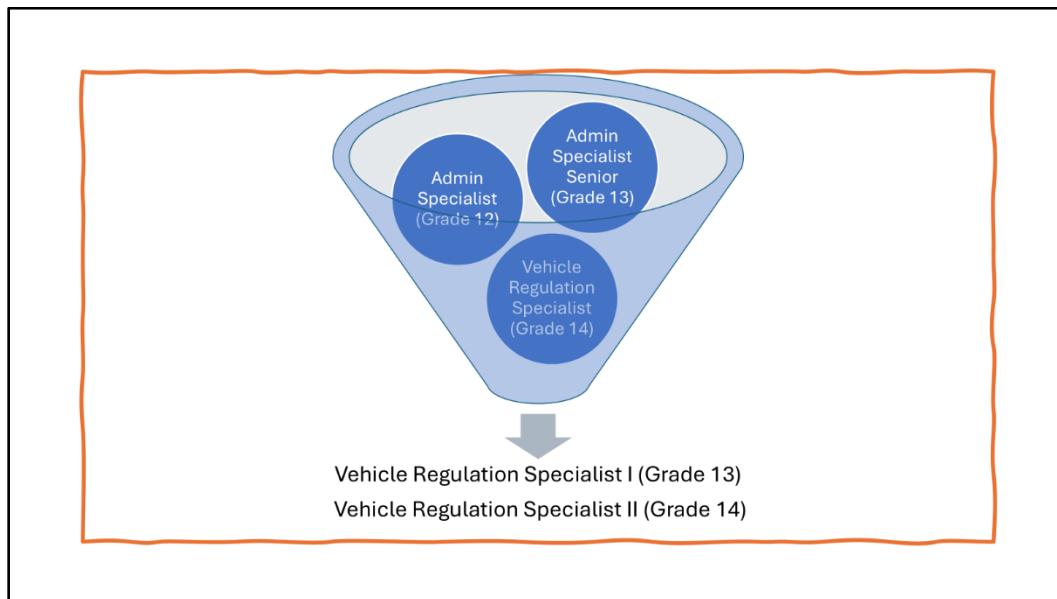 Admin
Specialist
(Grade 12)
Admin
Specialist
Senior
(Grade 13)
Vehicle
Regulation
Specialist
(Grade 14)
Vehicle Regulation Specialist I (Grade 13)
Vehicle Regulation Specialist II (Grade 14)